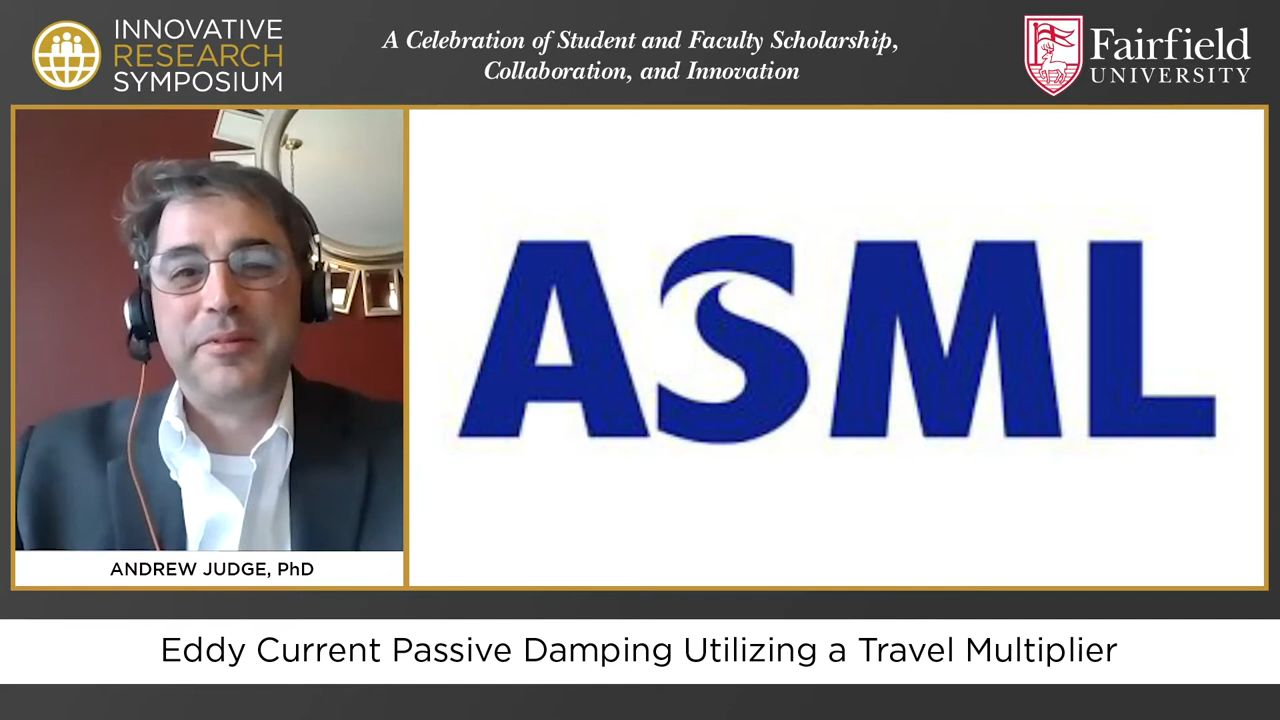 INNOVATIVE
RESEARCH
SYMPOSIUM
A Celebration of Student and Faculty Scholarship,
Collaboration, and Innovation
Fairfield
UNIVERSITY
ASML
ANDREW JUDGE, PhD
Eddy Current Passive Damping Utilizing a Travel Multiplier